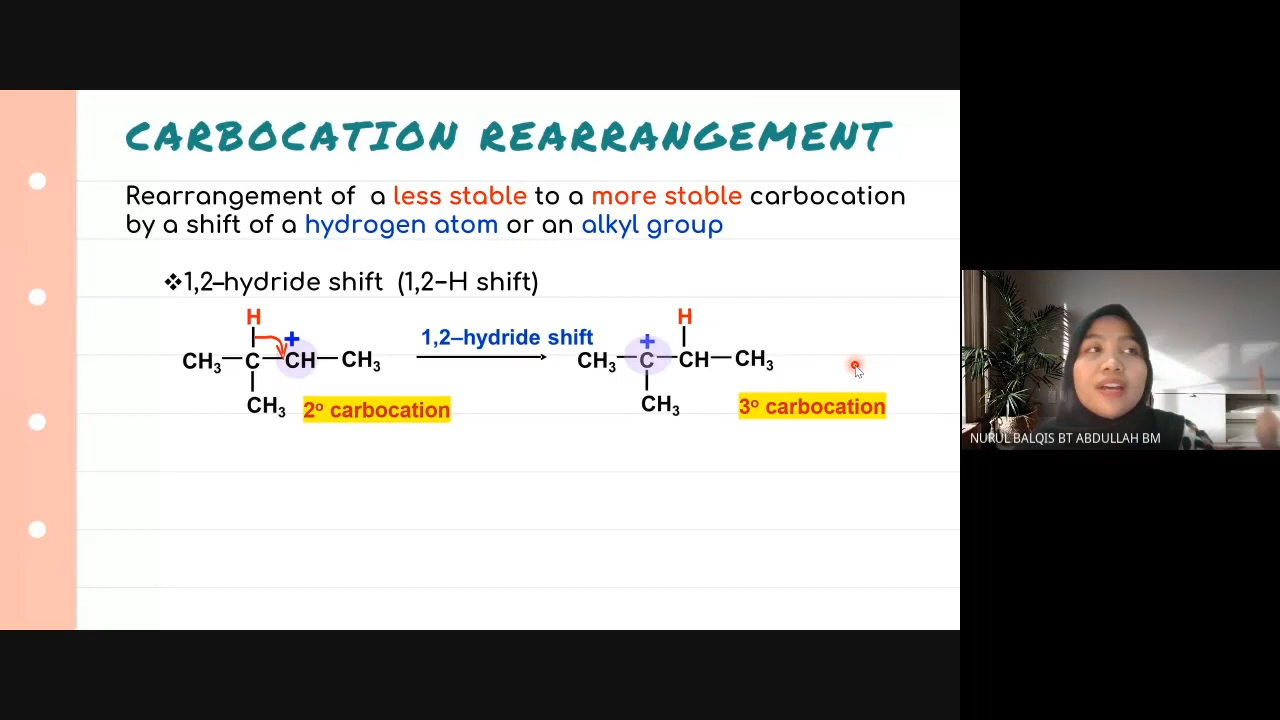 CARBOCATION REARRANGEMENT
Rearrangement of a less stable to a more stable carbocation
by a shift of a hydrogen atom or an alkyl group
❖1,2–hydride shift (1,2–H shift)
H
+
CH₃—C—CH—CH₃
CH₃
2° carbocation
1,2–hydride shift
H
+
CH₃—C—CH—CH₃
CH₃
3° carbocation
NURUL BALQIS BT ABDULLAH BM